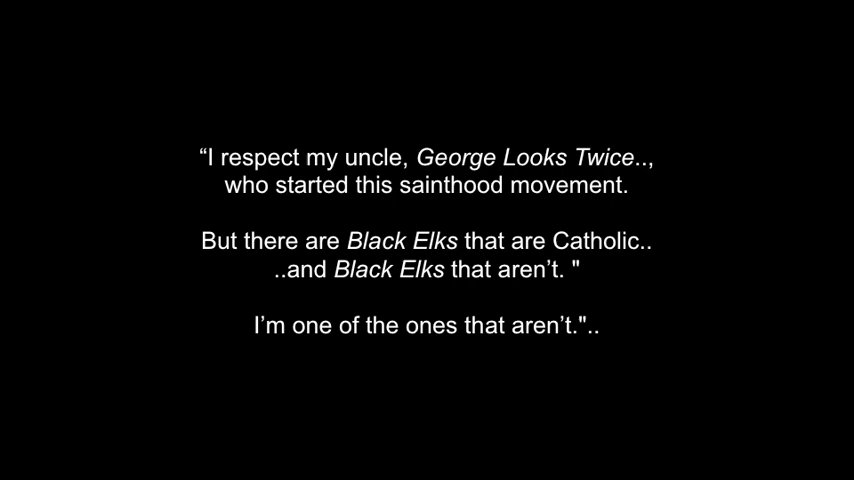 “I respect my uncle, George Looks Twice..,
who started this sainthood movement.
But there are Black Elks that are Catholic..
..and Black Elks that aren’t. "
I’m one of the ones that aren’t."..